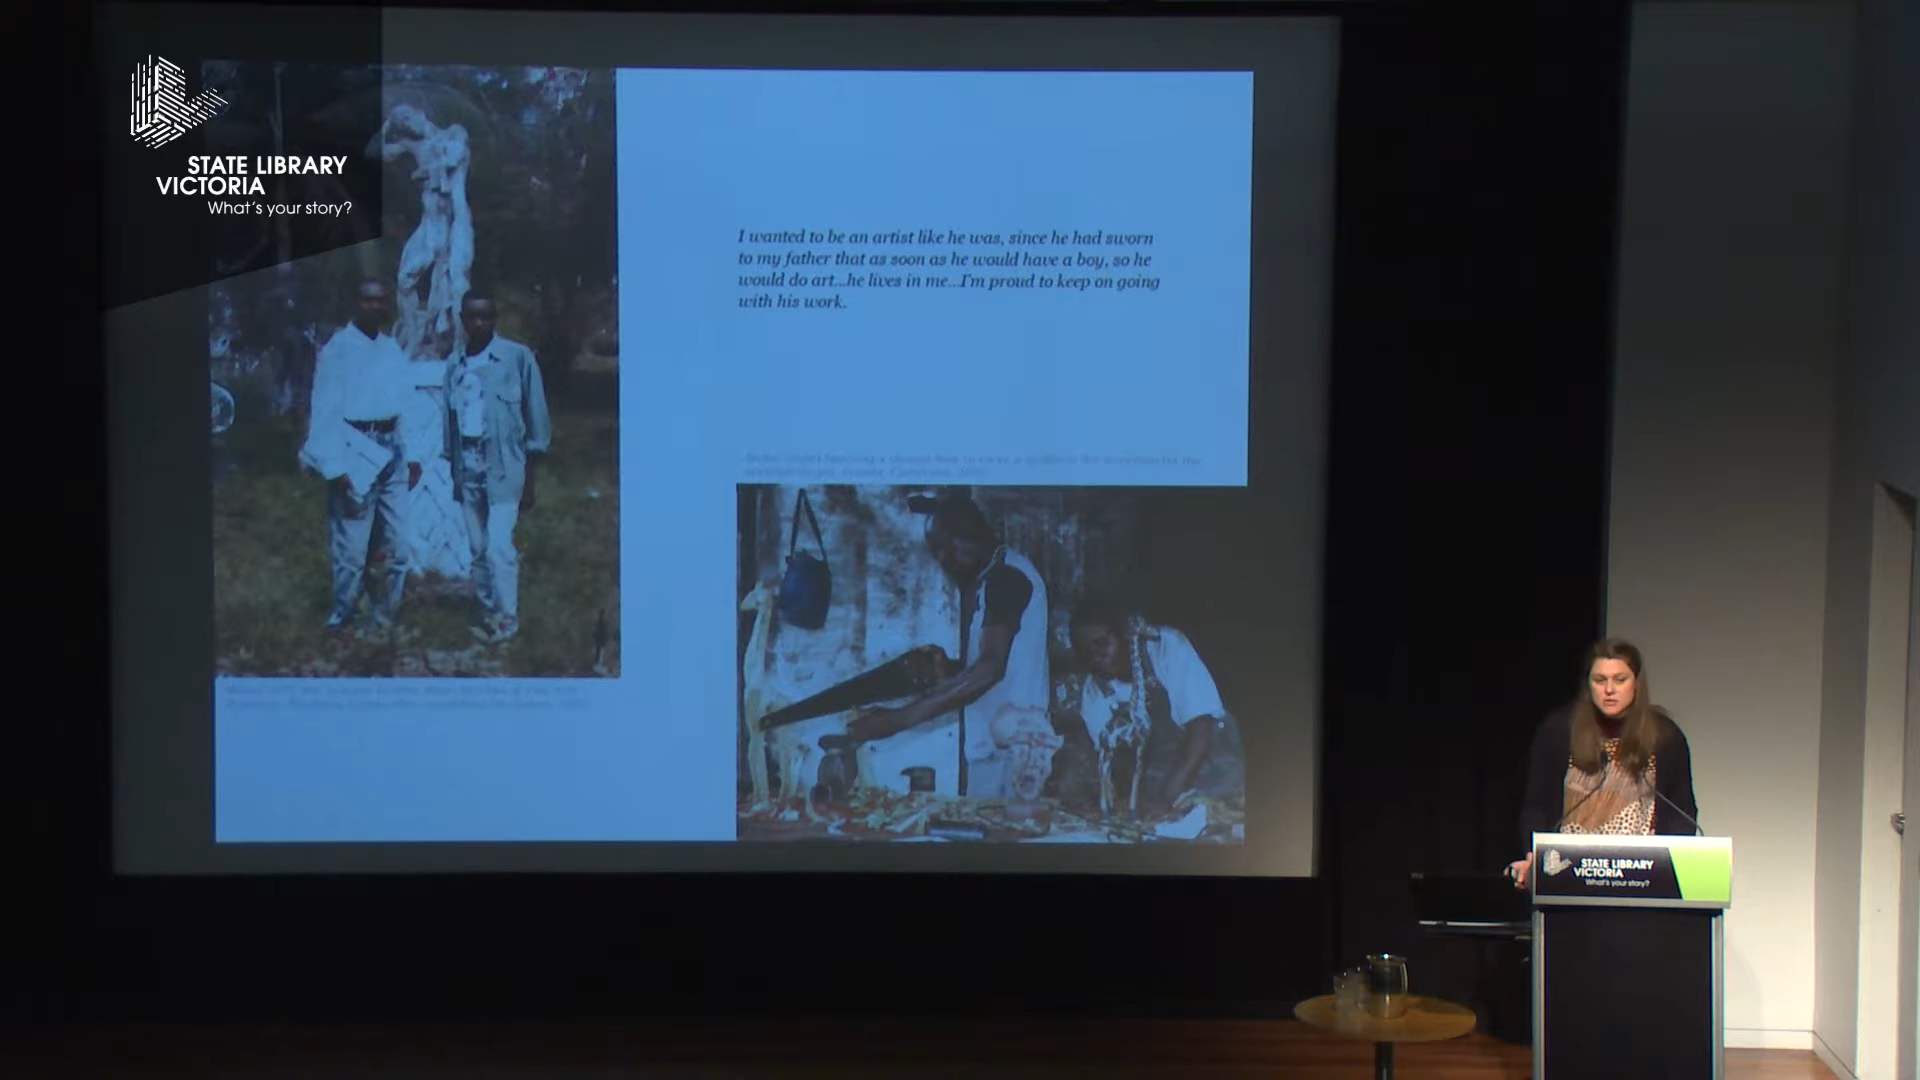 STATE LIBRARY
VICTORIA
What's your story?
I wanted to be an artist like he was, since he had sworn
to my father that as soon as he would have a boy, so he
would do art...he lives in me...I'm proud to keep on going
with his work.
STATE LIBRARY
VICTORIA
What's your story?